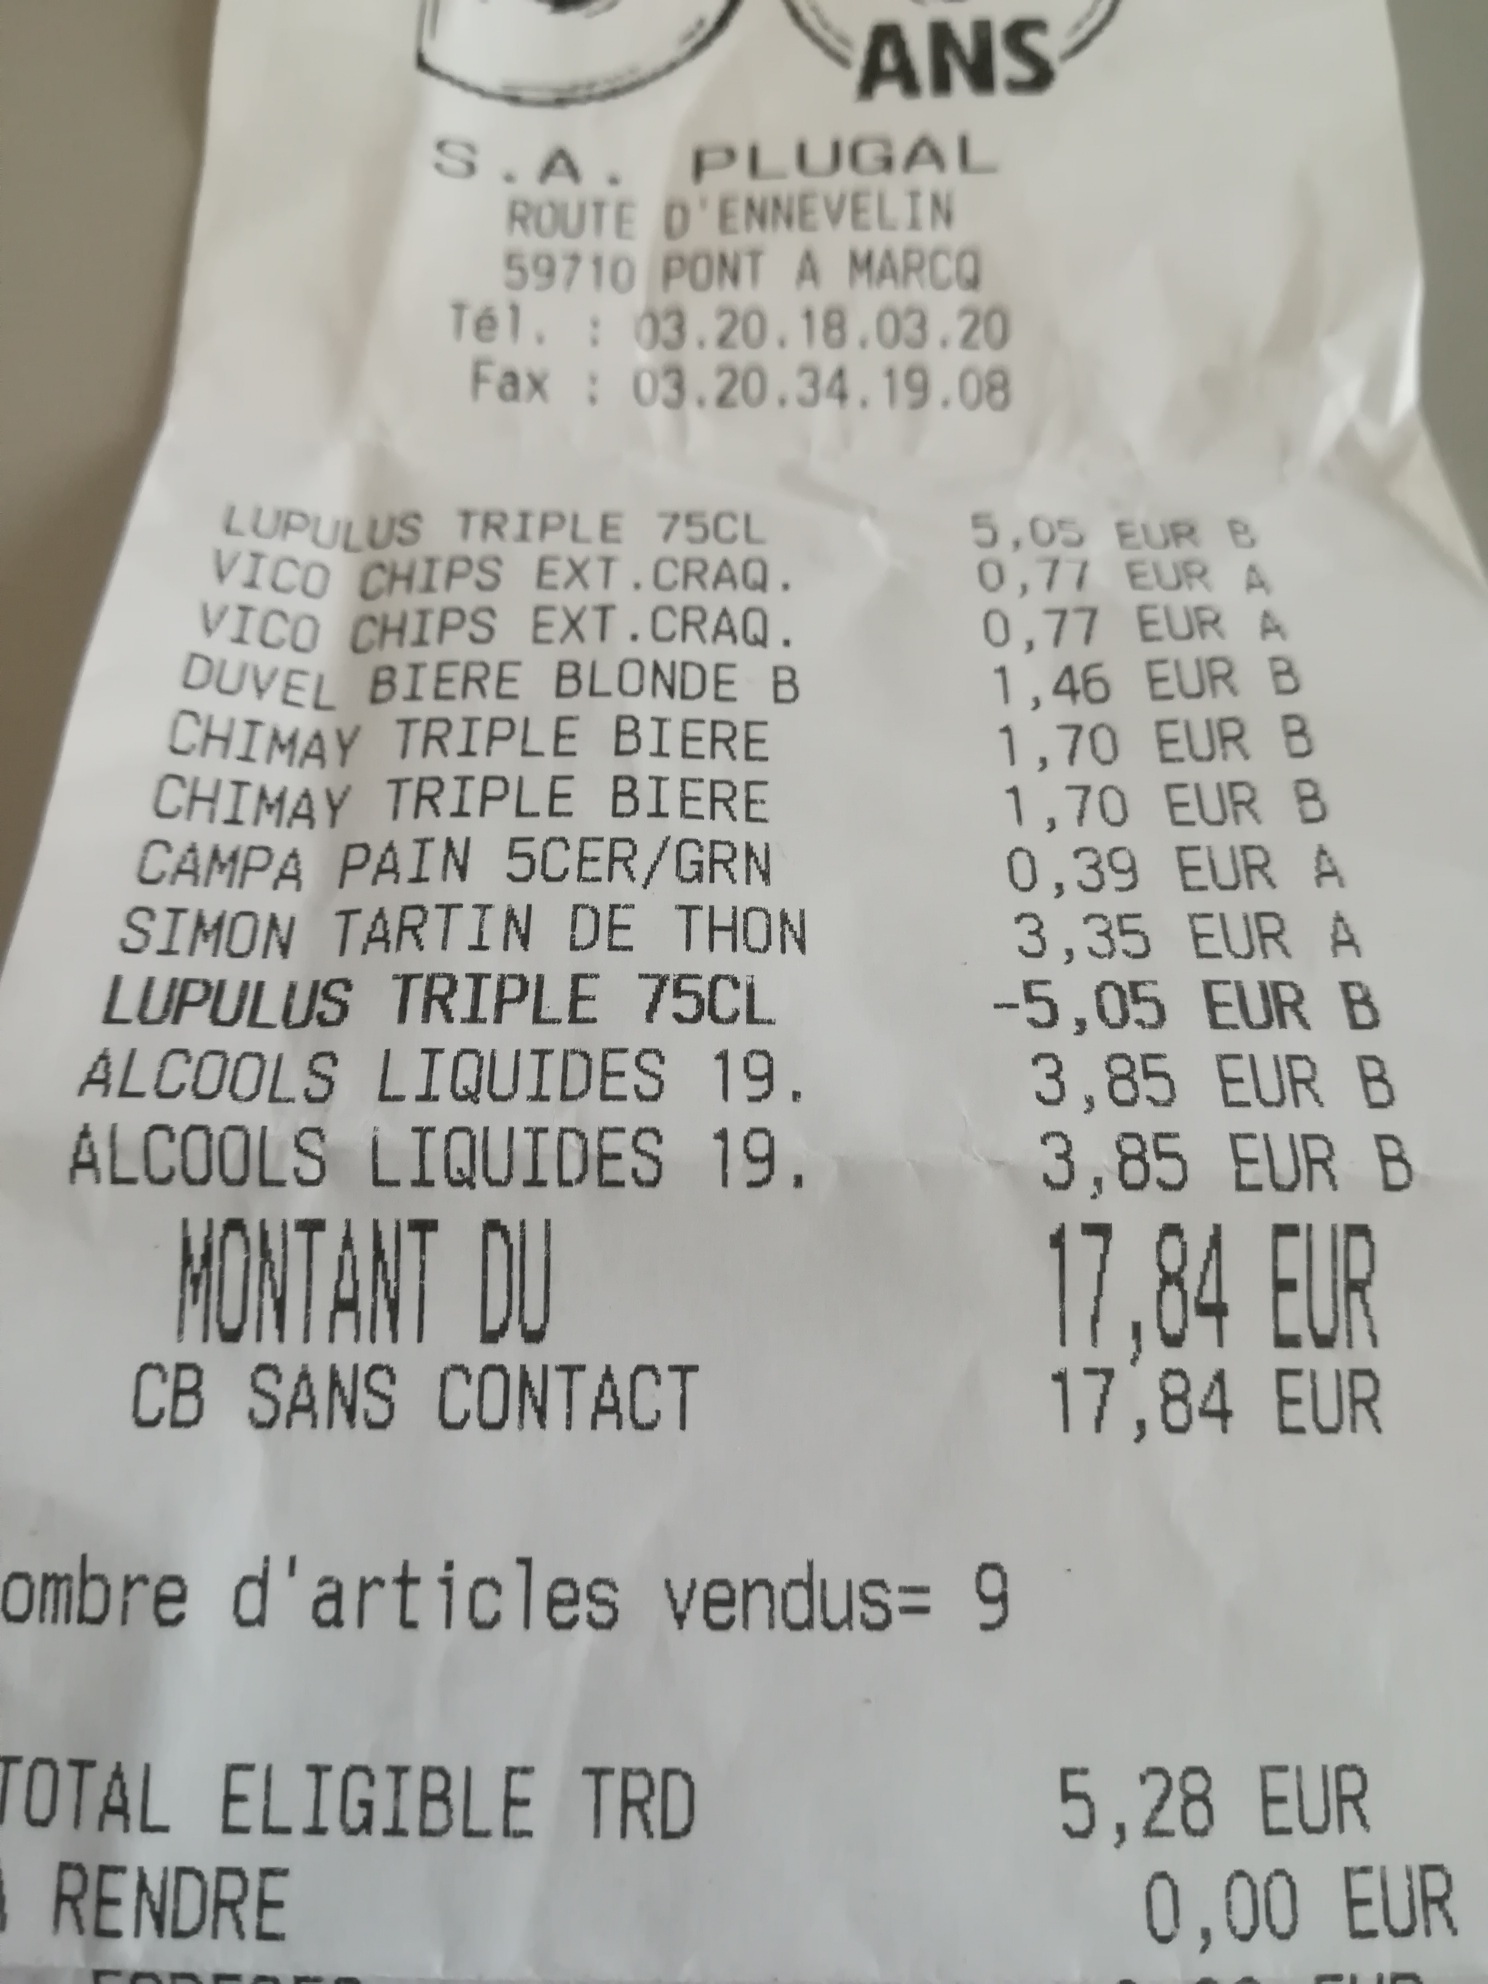 ANS
S.A. PLUGAL
ROUTE D'ENNEVELIN
59710 PONT A MARCQ
Tél. : 03.20.18.03.20
Fax : 03.20.34.19.08
LUPULUS TRIPLE 75CL 5,05 EUR B
VICO CHIPS EXT.CRAQ. 0,77 EUR A
VICO CHIPS EXT.CRAQ. 0,77 EUR A
DUVEL BIERE BLONDE B 1,46 EUR B
CHIMAY TRIPLE BIERE 1,70 EUR B
CHIMAY TRIPLE BIERE 1,70 EUR B
CAMPA PAIN 5CER/GRN 0,39 EUR A
SIMON TARTIN DE THON 3,35 EUR A
LUPULUS TRIPLE 75CL -5,05 EUR B
ALCOOLS LIQUIDES 19. 3,85 EUR B
ALCOOLS LIQUIDES 19. 3,85 EUR B
MONTANT DU 17,84 EUR
CB SANS CONTACT 17,84 EUR
ombre d'articles vendus= 9
TOTAL ELIGIBLE TRD 5,28 EUR
RENDRE 0,00 EUR